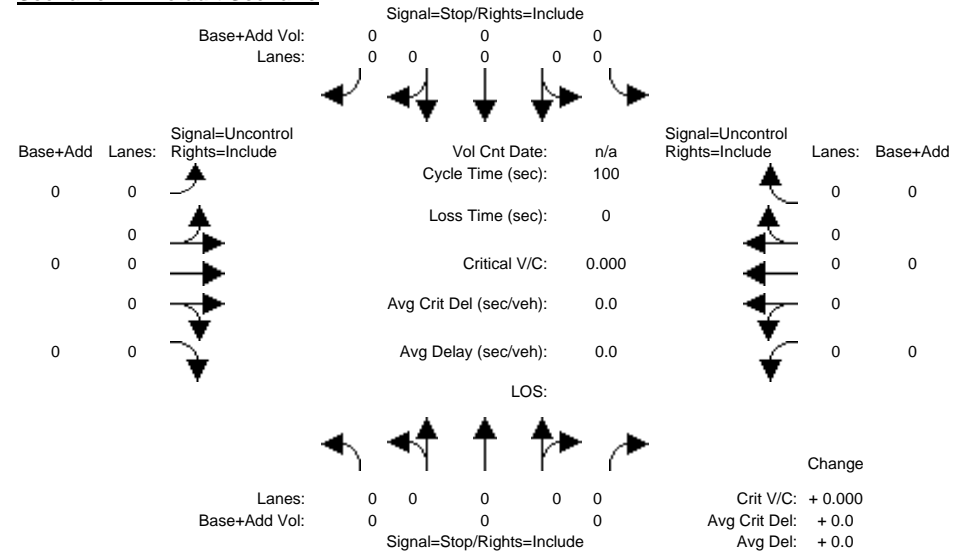 Signal=Stop/Rights=Include
Base+Add Vol: 0 0 0
Lanes: 0 0 0 0 0
Signal=Uncontrol Signal=Uncontrol
Base+Add Lanes: Rights=Include Vol Cnt Date: n/a Rights=Include Lanes: Base+Add
Cycle Time (sec): 100
0 0 0 0
Loss Time (sec): 0
0 0
0 0 Critical V/C: 0.000 0 0
0 Avg Crit Del (sec/veh): 0.0 0
0 0 Avg Delay (sec/veh): 0.0 0 0
LOS:
Change
Lanes: 0 0 0 0 0 Crit V/C: + 0.000
Base+Add Vol: 0 0 0 Avg Crit Del: + 0.0
Signal=Stop/Rights=Include Avg Del: + 0.0